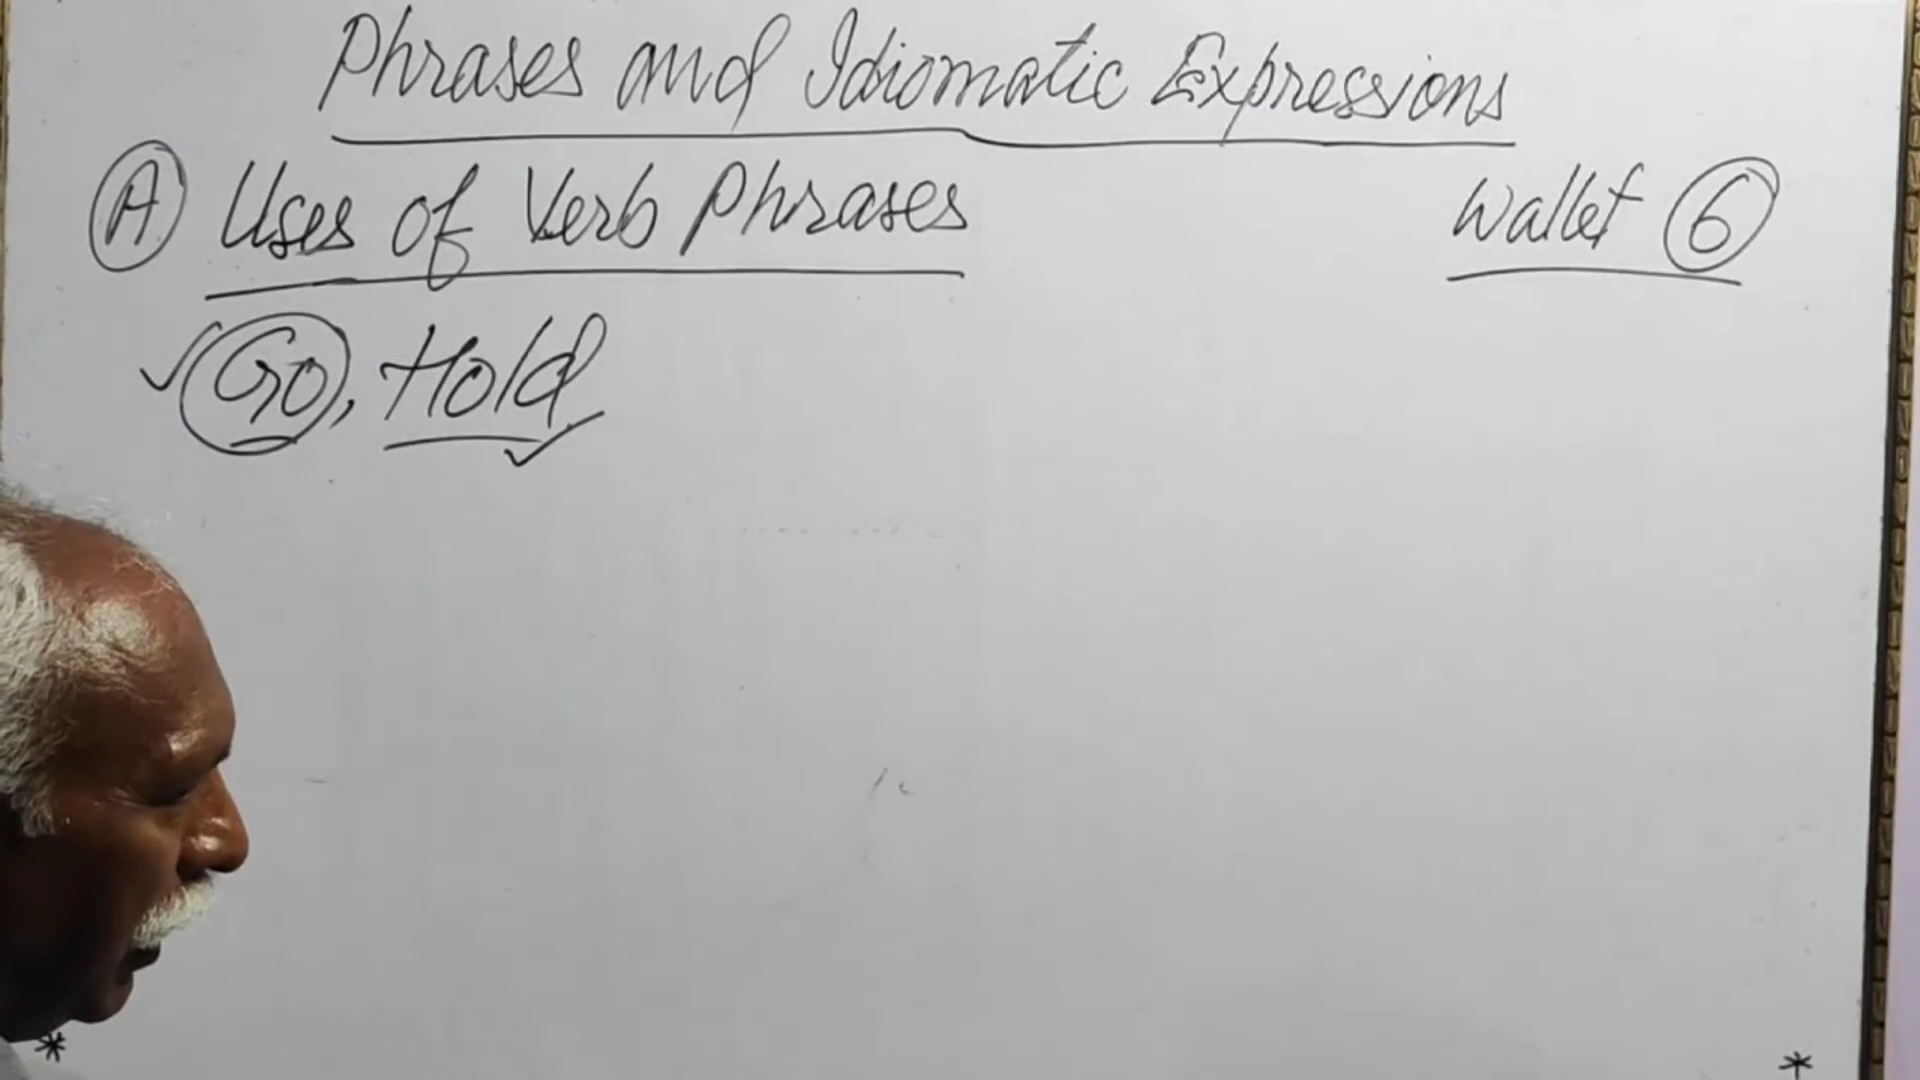 Phrases and Idiomatic Expressions
A Uses of Verb Phrases
Wallet 6
Go, Hold